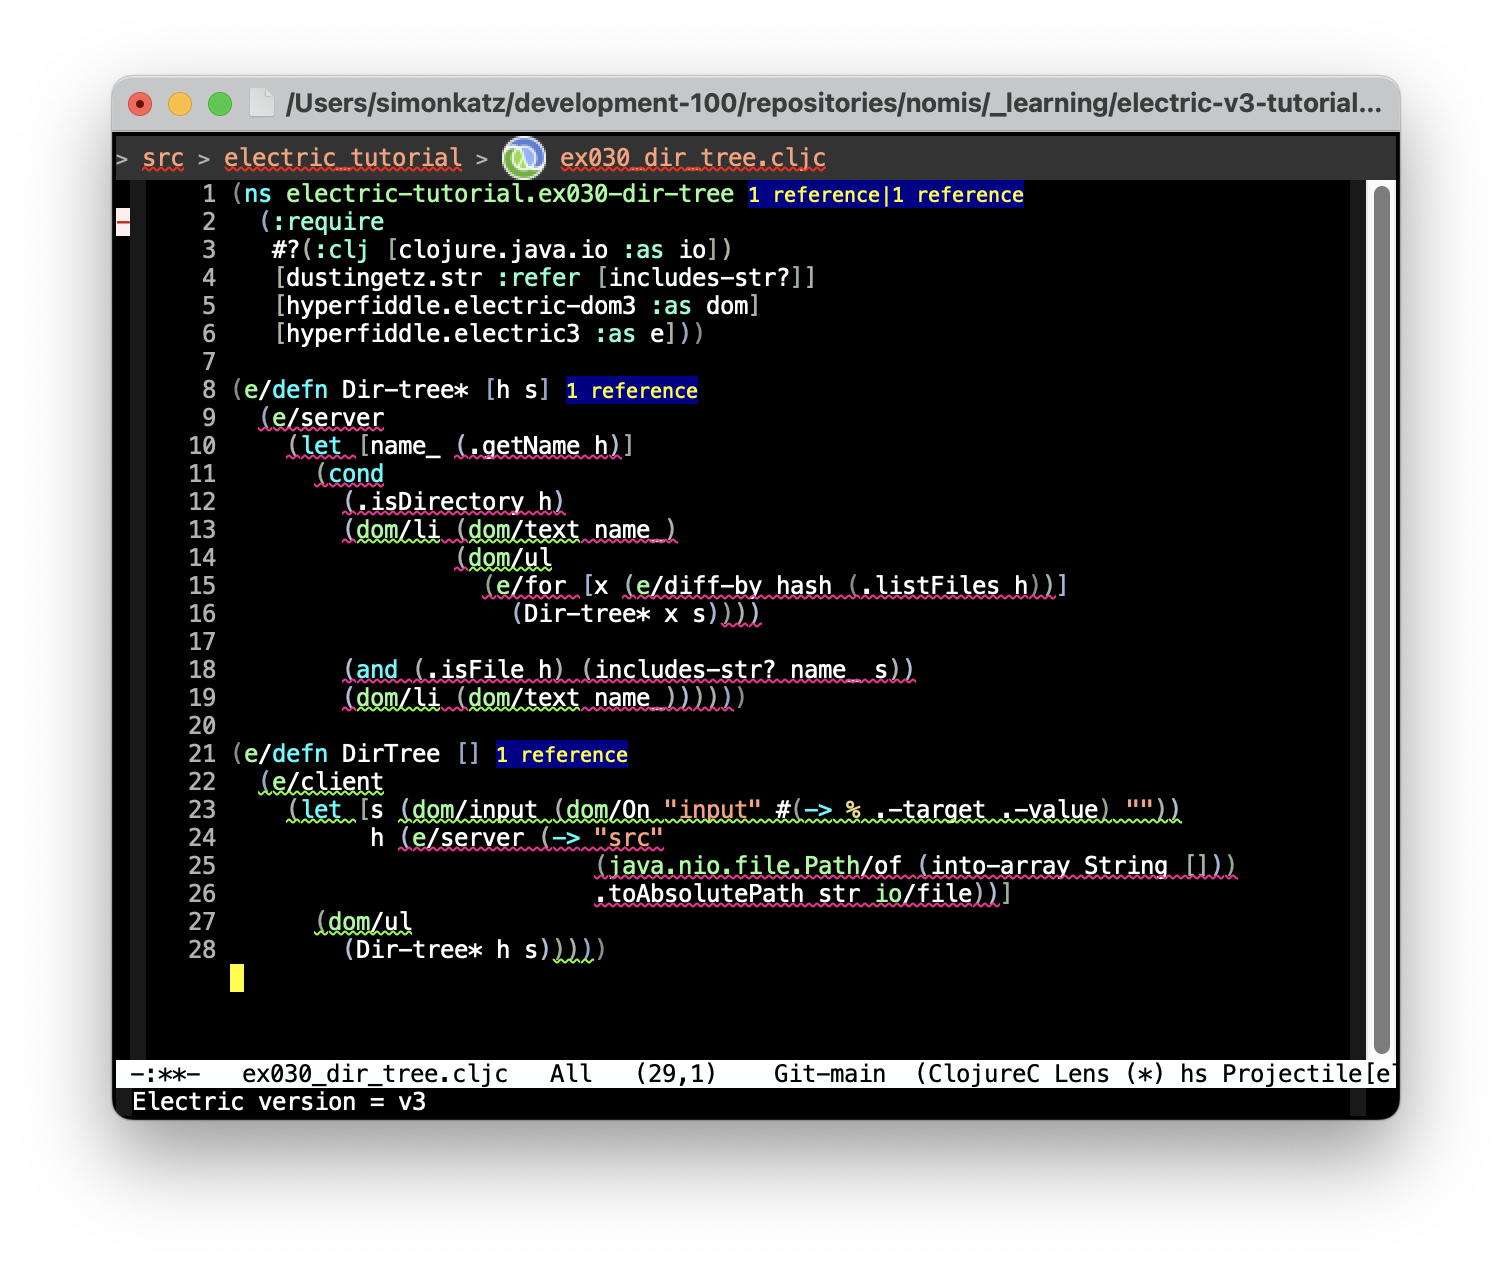 /Users/simonkatz/development-100/repositories/nomis/_learning/electric-v3-tutorial...
> src > electric_tutorial > ex030_dir_tree.cljc
1 (ns electric-tutorial.ex030-dir-tree 1 reference|1 reference
2   (:require
3    #?(:clj [clojure.java.io :as io])
4    [dustingetz.str :refer [includes-str?]]
5    [hyperfiddle.electric-dom3 :as dom]
6    [hyperfiddle.electric3 :as e]))
7
8 (e/defn Dir-tree* [h s] 1 reference
9   (e/server
10     (let [name_ (.getName h)]
11       (cond
12         (.isDirectory h)
13         (dom/li (dom/text name_)
14                 (dom/ul
15                   (e/for [x (e/diff-by hash (.listFiles h))]
16                     (Dir-tree* x s))))
17
18         (and (.isFile h) (includes-str? name_ s))
19         (dom/li (dom/text name_))))))
20
21 (e/defn DirTree [] 1 reference
22   (e/client
23     (let [s (dom/input (dom/On "input" #(-> % .-target .-value) ""))
24           h (e/server (-> "src"
25                           (java.nio.file.Path/of (into-array String []))
26                           .toAbsolutePath str io/file))]
27       (dom/ul
28         (Dir-tree* h s)))))
-:**-   ex030_dir_tree.cljc   All   (29,1)    Git-main  (ClojureC Lens (*) hs Projectile[e
Electric version = v3